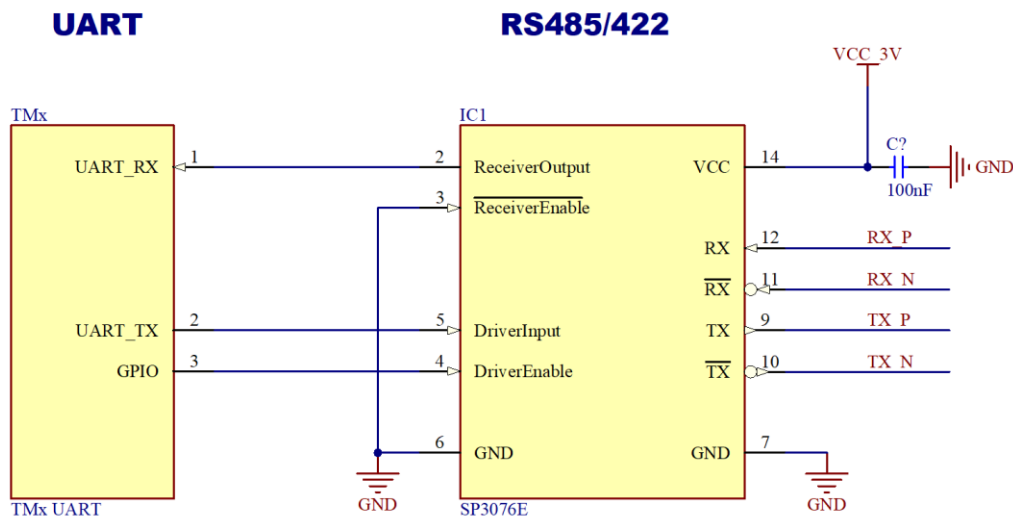 UART
RS485/422
VCC_3V
TMx
IC1
C?
UART_RX 1
2 ReceiverOutput
VCC 14
GND
100nF
3 ReceiverEnable
RX 12 RX_P
RX 11 RX_N
UART_TX 2
5 DriverInput
TX 9 TX_P
GPIO 3
4 DriverEnable
TX 10 TX_N
6 GND
GND 7
GND
GND
TMx UART
SP3076E